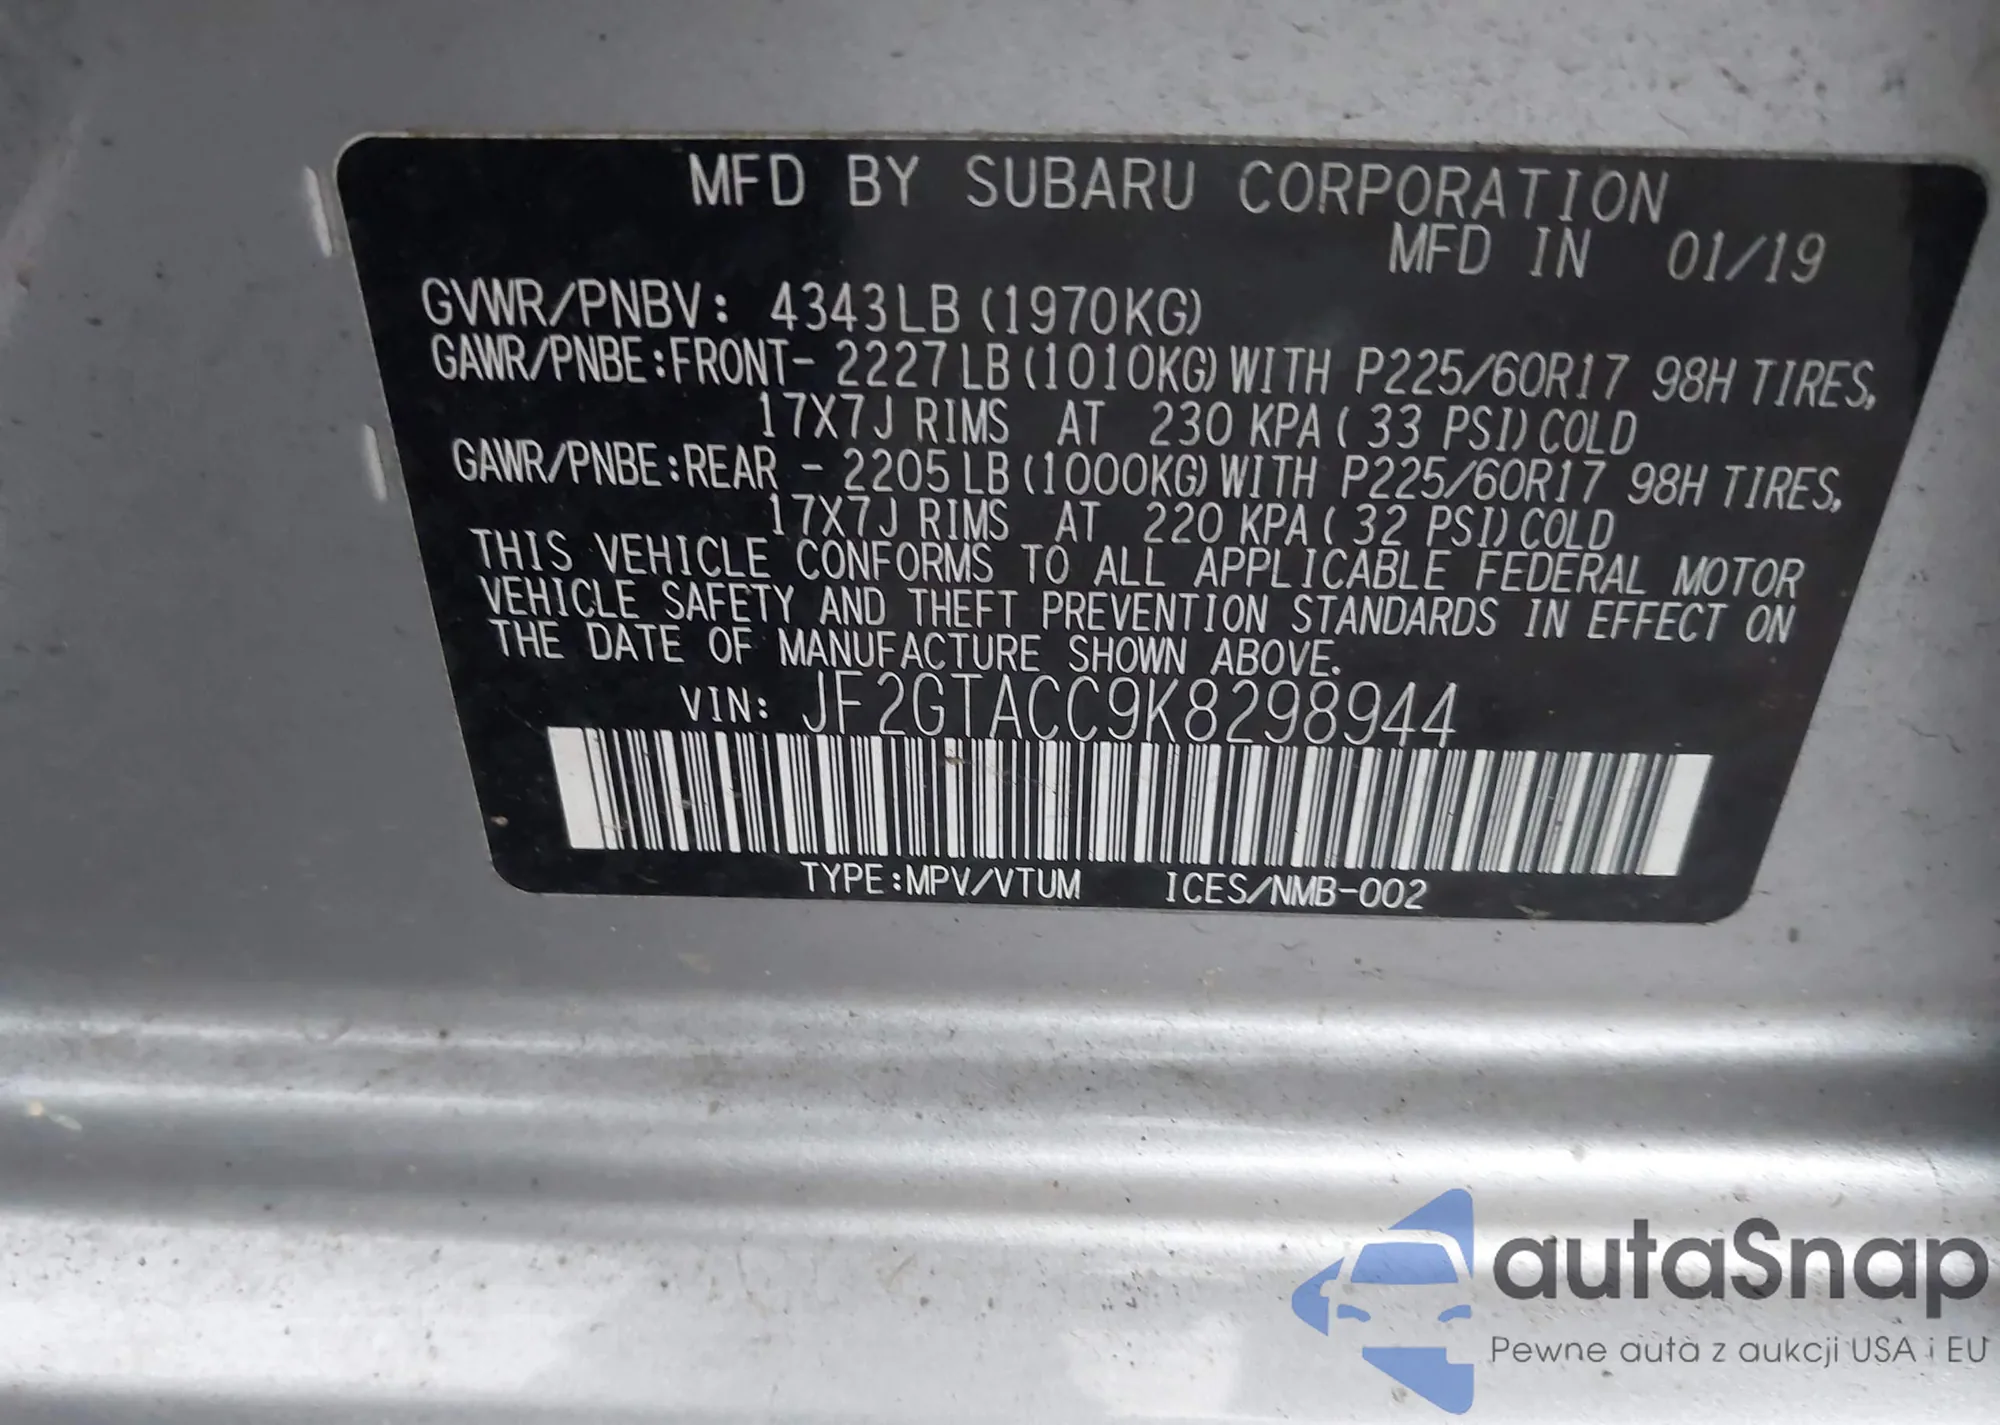 MFD BY SUBARU CORPORATION
MFD IN 01/19
GVWR/PNBV: 4343LB (1970KG)
GAWR/PNBE:FRONT- 2227LB(1010KG)WITH P225/60R17 98H TIRES,
17X7J RIMS AT 230 KPA( 33 PSI)COLD
GAWR/PNBE:REAR - 2205LB(1000KG)WITH P225/60R17 98H TIRES,
17X7J RIMS AT 220 KPA( 32 PSI)COLD
THIS VEHICLE CONFORMS TO ALL APPLICABLE FEDERAL MOTOR
VEHICLE SAFETY AND THEFT PREVENTION STANDARDS IN EFFECT ON
THE DATE OF MANUFACTURE SHOWN ABOVE.
VIN: JF2GTACC9K8298944
TYPE:MPV/VTUM ICES/NMB-002
autaSnap
Pewne auta z aukcji USA i EU